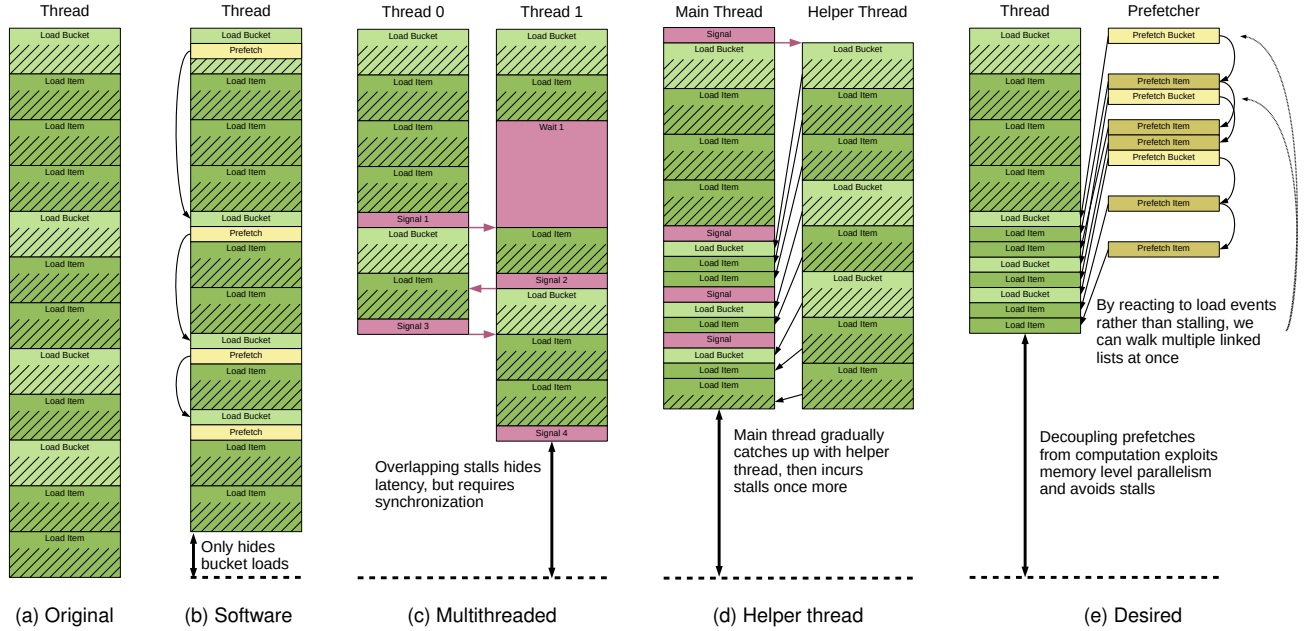 Thread
Load Bucket
Load Item
Load Item
Load Item
Load Bucket
Load Item
Load Item
Load Bucket
Load Item
Load Bucket
Load Item
Load Item
(a) Original
Thread
Load Bucket
Prefetch
Load Item
Load Item
Load Item
Load Bucket
Prefetch
Load Item
Load Item
Load Bucket
Prefetch
Load Item
Load Bucket
Prefetch
Load Item
Load Item
Only hides
bucket loads
(b) Software
Thread 0
Load Bucket
Load Item
Load Item
Load Item
Signal 1
Load Bucket
Load Item
Signal 3
Thread 1
Load Bucket
Load Item
Wait 1
Load Item
Signal 2
Load Bucket
Load Item
Load Item
Signal 4
Overlapping stalls hides
latency, but requires
synchronization
(c) Multithreaded
Main Thread
Signal
Load Bucket
Load Item
Load Item
Load Item
Signal
Load Bucket
Load Item
Load Item
Signal
Load Bucket
Load Item
Signal
Load Bucket
Load Item
Load Item
Helper Thread
Load Bucket
Load Item
Load Item
Load Bucket
Load Item
Load Bucket
Load Item
Load Item
Main thread gradually
catches up with helper
thread, then incurs
stalls once more
(d) Helper thread
Thread
Load Bucket
Load Item
Load Item
Load Item
Load Bucket
Load Item
Load Item
Load Bucket
Load Item
Load Bucket
Load Item
Load Item
Prefetcher
Prefetch Bucket
Prefetch Item
Prefetch Bucket
Prefetch Item
Prefetch Item
Prefetch Bucket
Prefetch Item
Prefetch Item
By reacting to load events
rather than stalling, we
can walk multiple linked
lists at once
Decoupling prefetches
from computation exploits
memory level parallelism
and avoids stalls
(e) Desired